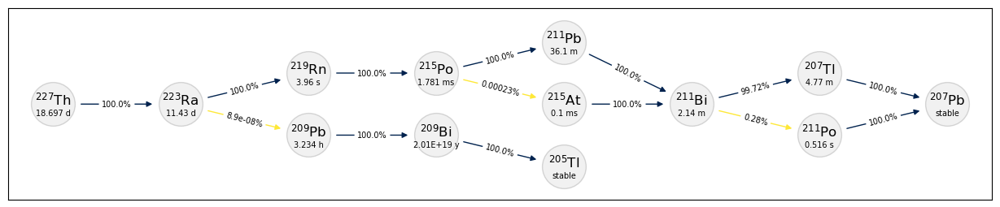 ²²⁷Th
18.697 d
100.0%
²²³Ra
11.43 d
100.0%
8.9e-08%
²¹⁹Rn
3.96 s
100.0%
²⁰⁹Pb
3.234 h
100.0%
²¹⁵Po
1.781 ms
100.0%
0.00023%
²⁰⁹Bi
2.01E+19 y
100.0%
²¹¹Pb
36.1 m
100.0%
²¹⁵At
0.1 ms
100.0%
²⁰⁵Tl
stable
²¹¹Bi
2.14 m
99.72%
0.28%
²⁰⁷Tl
4.77 m
100.0%
²¹¹Po
0.516 s
100.0%
²⁰⁷Pb
stable